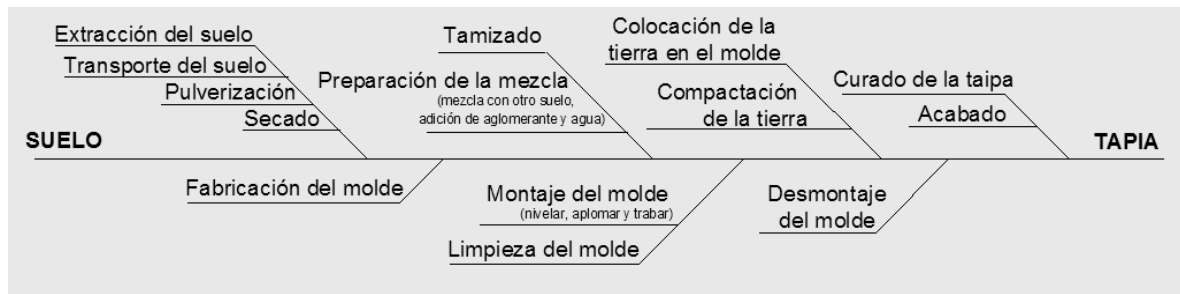 Extracción del suelo
Transporte del suelo
Pulverización
Secado
Tamizado
Preparación de la mezcla
(mezcla con otro suelo,
adición de aglomerante y agua)
Colocación de la
tierra en el molde
Compactación
de la tierra
Curado de la taipa
Acabado
SUELO
TAPIA
Fabricación del molde
Montaje del molde
(nivelar, aplomar y trabar)
Limpieza del molde
Desmontaje
del molde